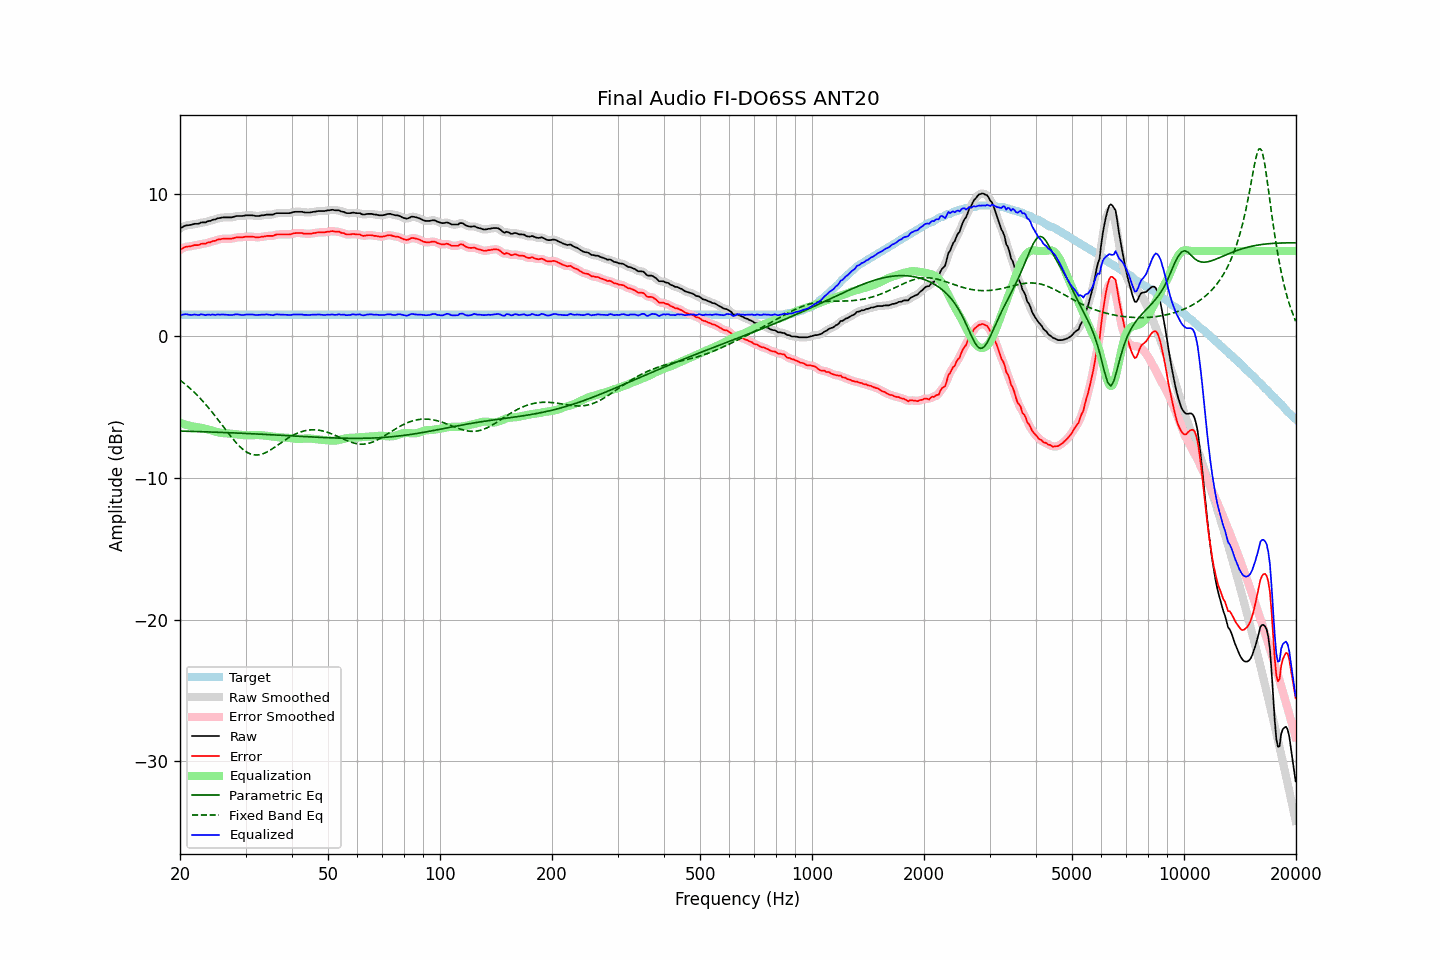 Final Audio FI-DO6SS ANT20
10
0
−10
−20
−30
Amplitude (dBr)
Target
Raw Smoothed
Error Smoothed
Raw
Error
Equalization
Parametric Eq
Fixed Band Eq
Equalized
20 50 100 200 500 1000 2000 5000 10000 20000
Frequency (Hz)